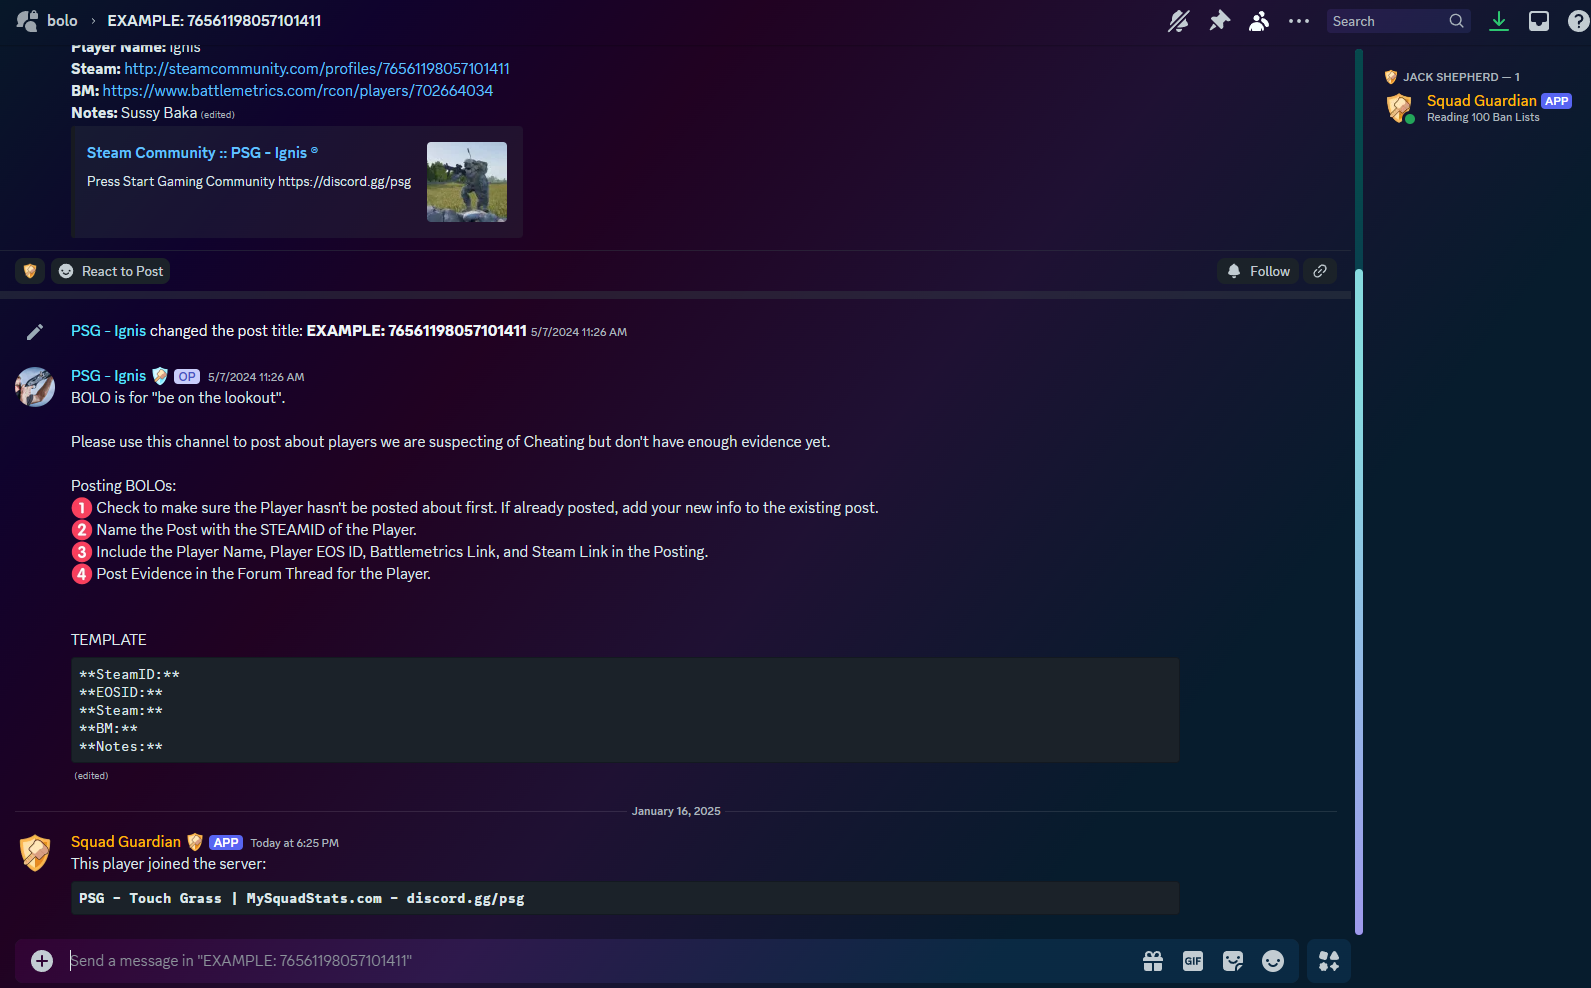 bolo › EXAMPLE: 76561198057101411
Search
Player Name: Ignis
Steam: http://steamcommunity.com/profiles/76561198057101411
BM: https://www.battlemetrics.com/rcon/players/702664034
Notes: Sussy Baka (edited)
Steam Community :: PSG - Ignis ®
Press Start Gaming Community https://discord.gg/psg
React to Post
Follow
PSG - Ignis changed the post title: EXAMPLE: 76561198057101411 5/7/2024 11:26 AM
PSG - Ignis OP 5/7/2024 11:26 AM
BOLO is for "be on the lookout".
Please use this channel to post about players we are suspecting of Cheating but don't have enough evidence yet.
Posting BOLOs:
1 Check to make sure the Player hasn't be posted about first. If already posted, add your new info to the existing post.
2 Name the Post with the STEAMID of the Player.
3 Include the Player Name, Player EOS ID, Battlemetrics Link, and Steam Link in the Posting.
4 Post Evidence in the Forum Thread for the Player.
TEMPLATE
**SteamID:**
**EOSID:**
**Steam:**
**BM:**
**Notes:**
(edited)
January 16, 2025
Squad Guardian APP Today at 6:25 PM
This player joined the server:
PSG - Touch Grass | MySquadStats.com - discord.gg/psg
Send a message in "EXAMPLE: 76561198057101411"
GIF
JACK SHEPHERD — 1
Squad Guardian APP
Reading 100 Ban Lists